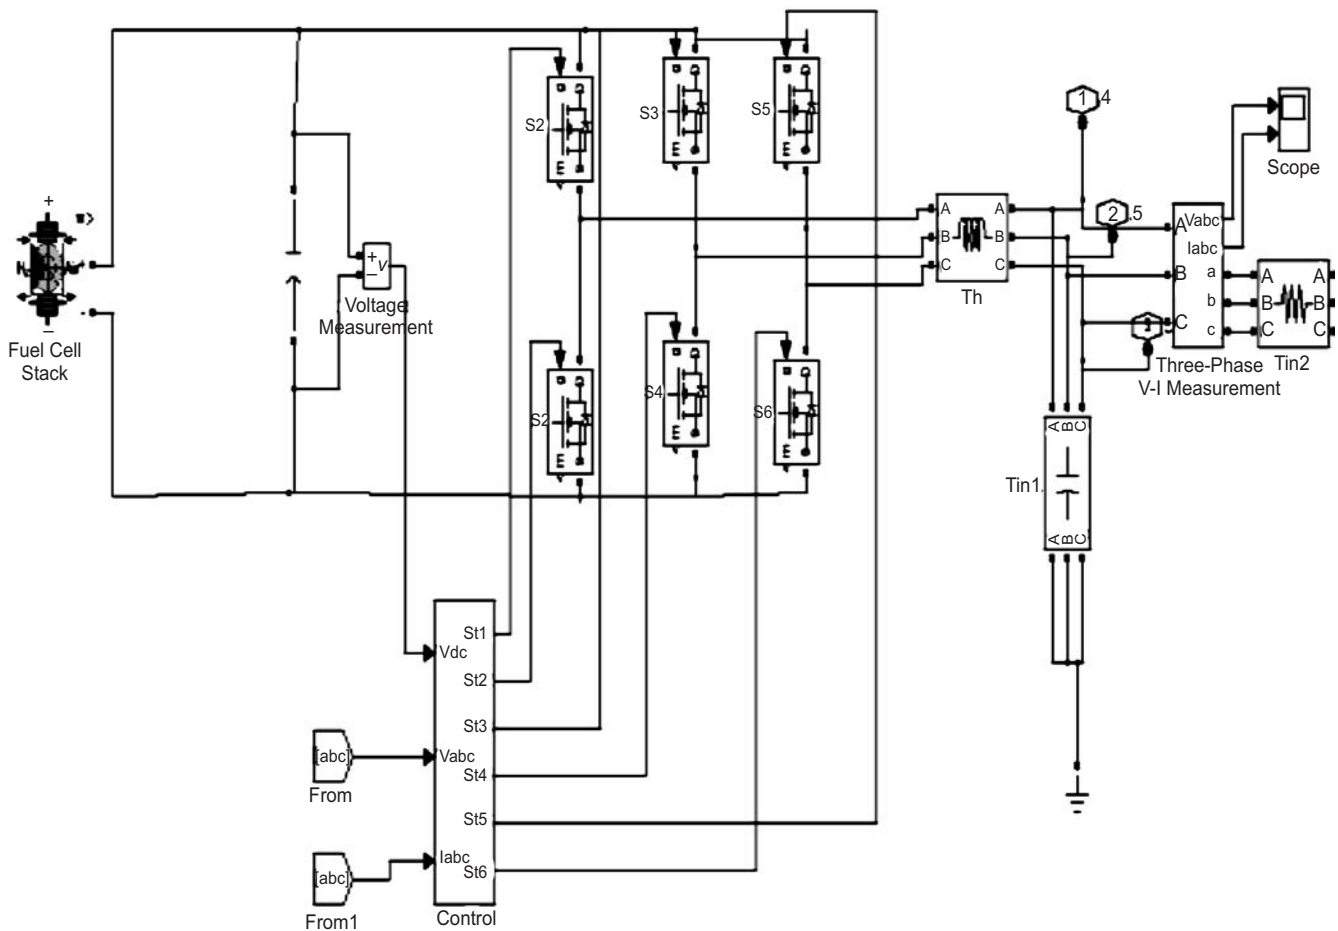 S2
S3
S5
1
4
Scope
+
A
B
C
A
B
C
Th
2
.5
A
B
C
Vabc
Iabc
a
b
c
A
B
C
A
B
C
Tin2
Three-Phase
V-I Measurement
+
−
v
Voltage
Measurement
−
Fuel Cell
Stack
S2
S4
S6
A B C
Tin1.
A B C
St1
Vdc
St2
St3
Vabc
St4
St5
Iabc
St6
Control
[abc]
From
[abc]
From1